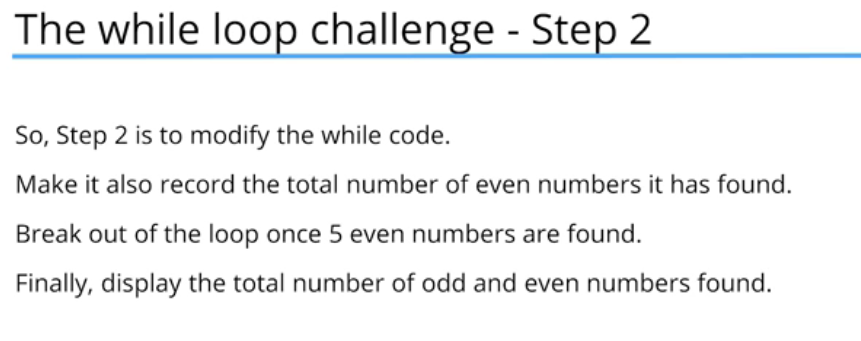 The while loop challenge - Step 2
So, Step 2 is to modify the while code.
Make it also record the total number of even numbers it has found.
Break out of the loop once 5 even numbers are found.
Finally, display the total number of odd and even numbers found.